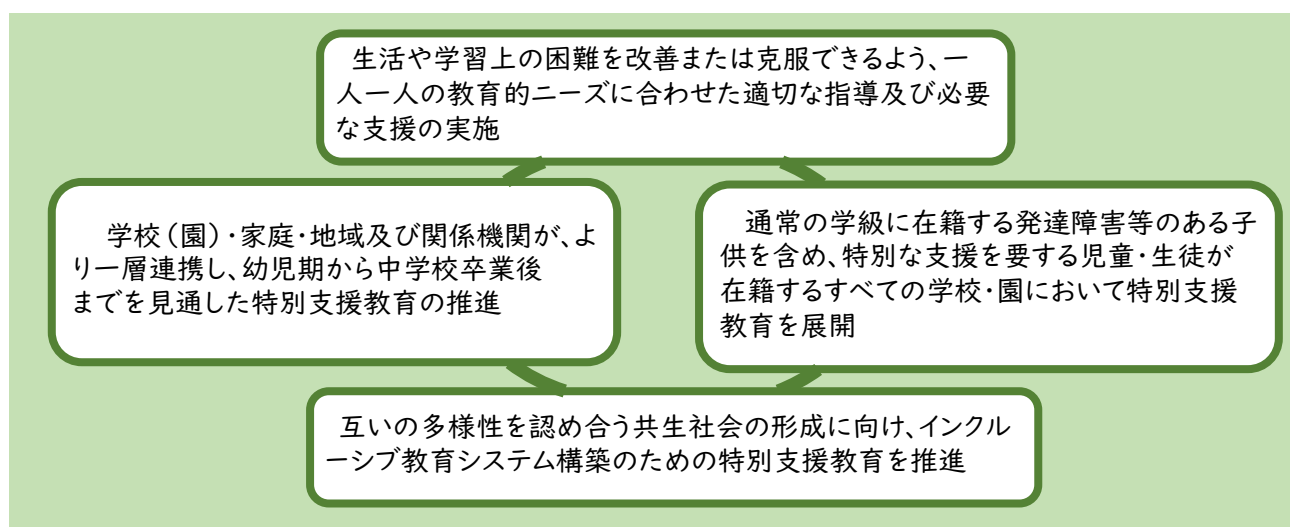 生活や学習上の困難を改善または克服できるよう、一
人一人の教育的ニーズに合わせた適切な指導及び必要
な支援の実施
学校（園）・家庭・地域及び関係機関が、よ
り一層連携し、幼児期から中学校卒業後
までを見通した特別支援教育の推進
通常の学級に在籍する発達障害等のある子
供を含め、特別な支援を要する児童・生徒が
在籍するすべての学校・園において特別支援
教育を展開
互いの多様性を認め合う共生社会の形成に向け、インクル
ーシブ教育システム構築のための特別支援教育を推進